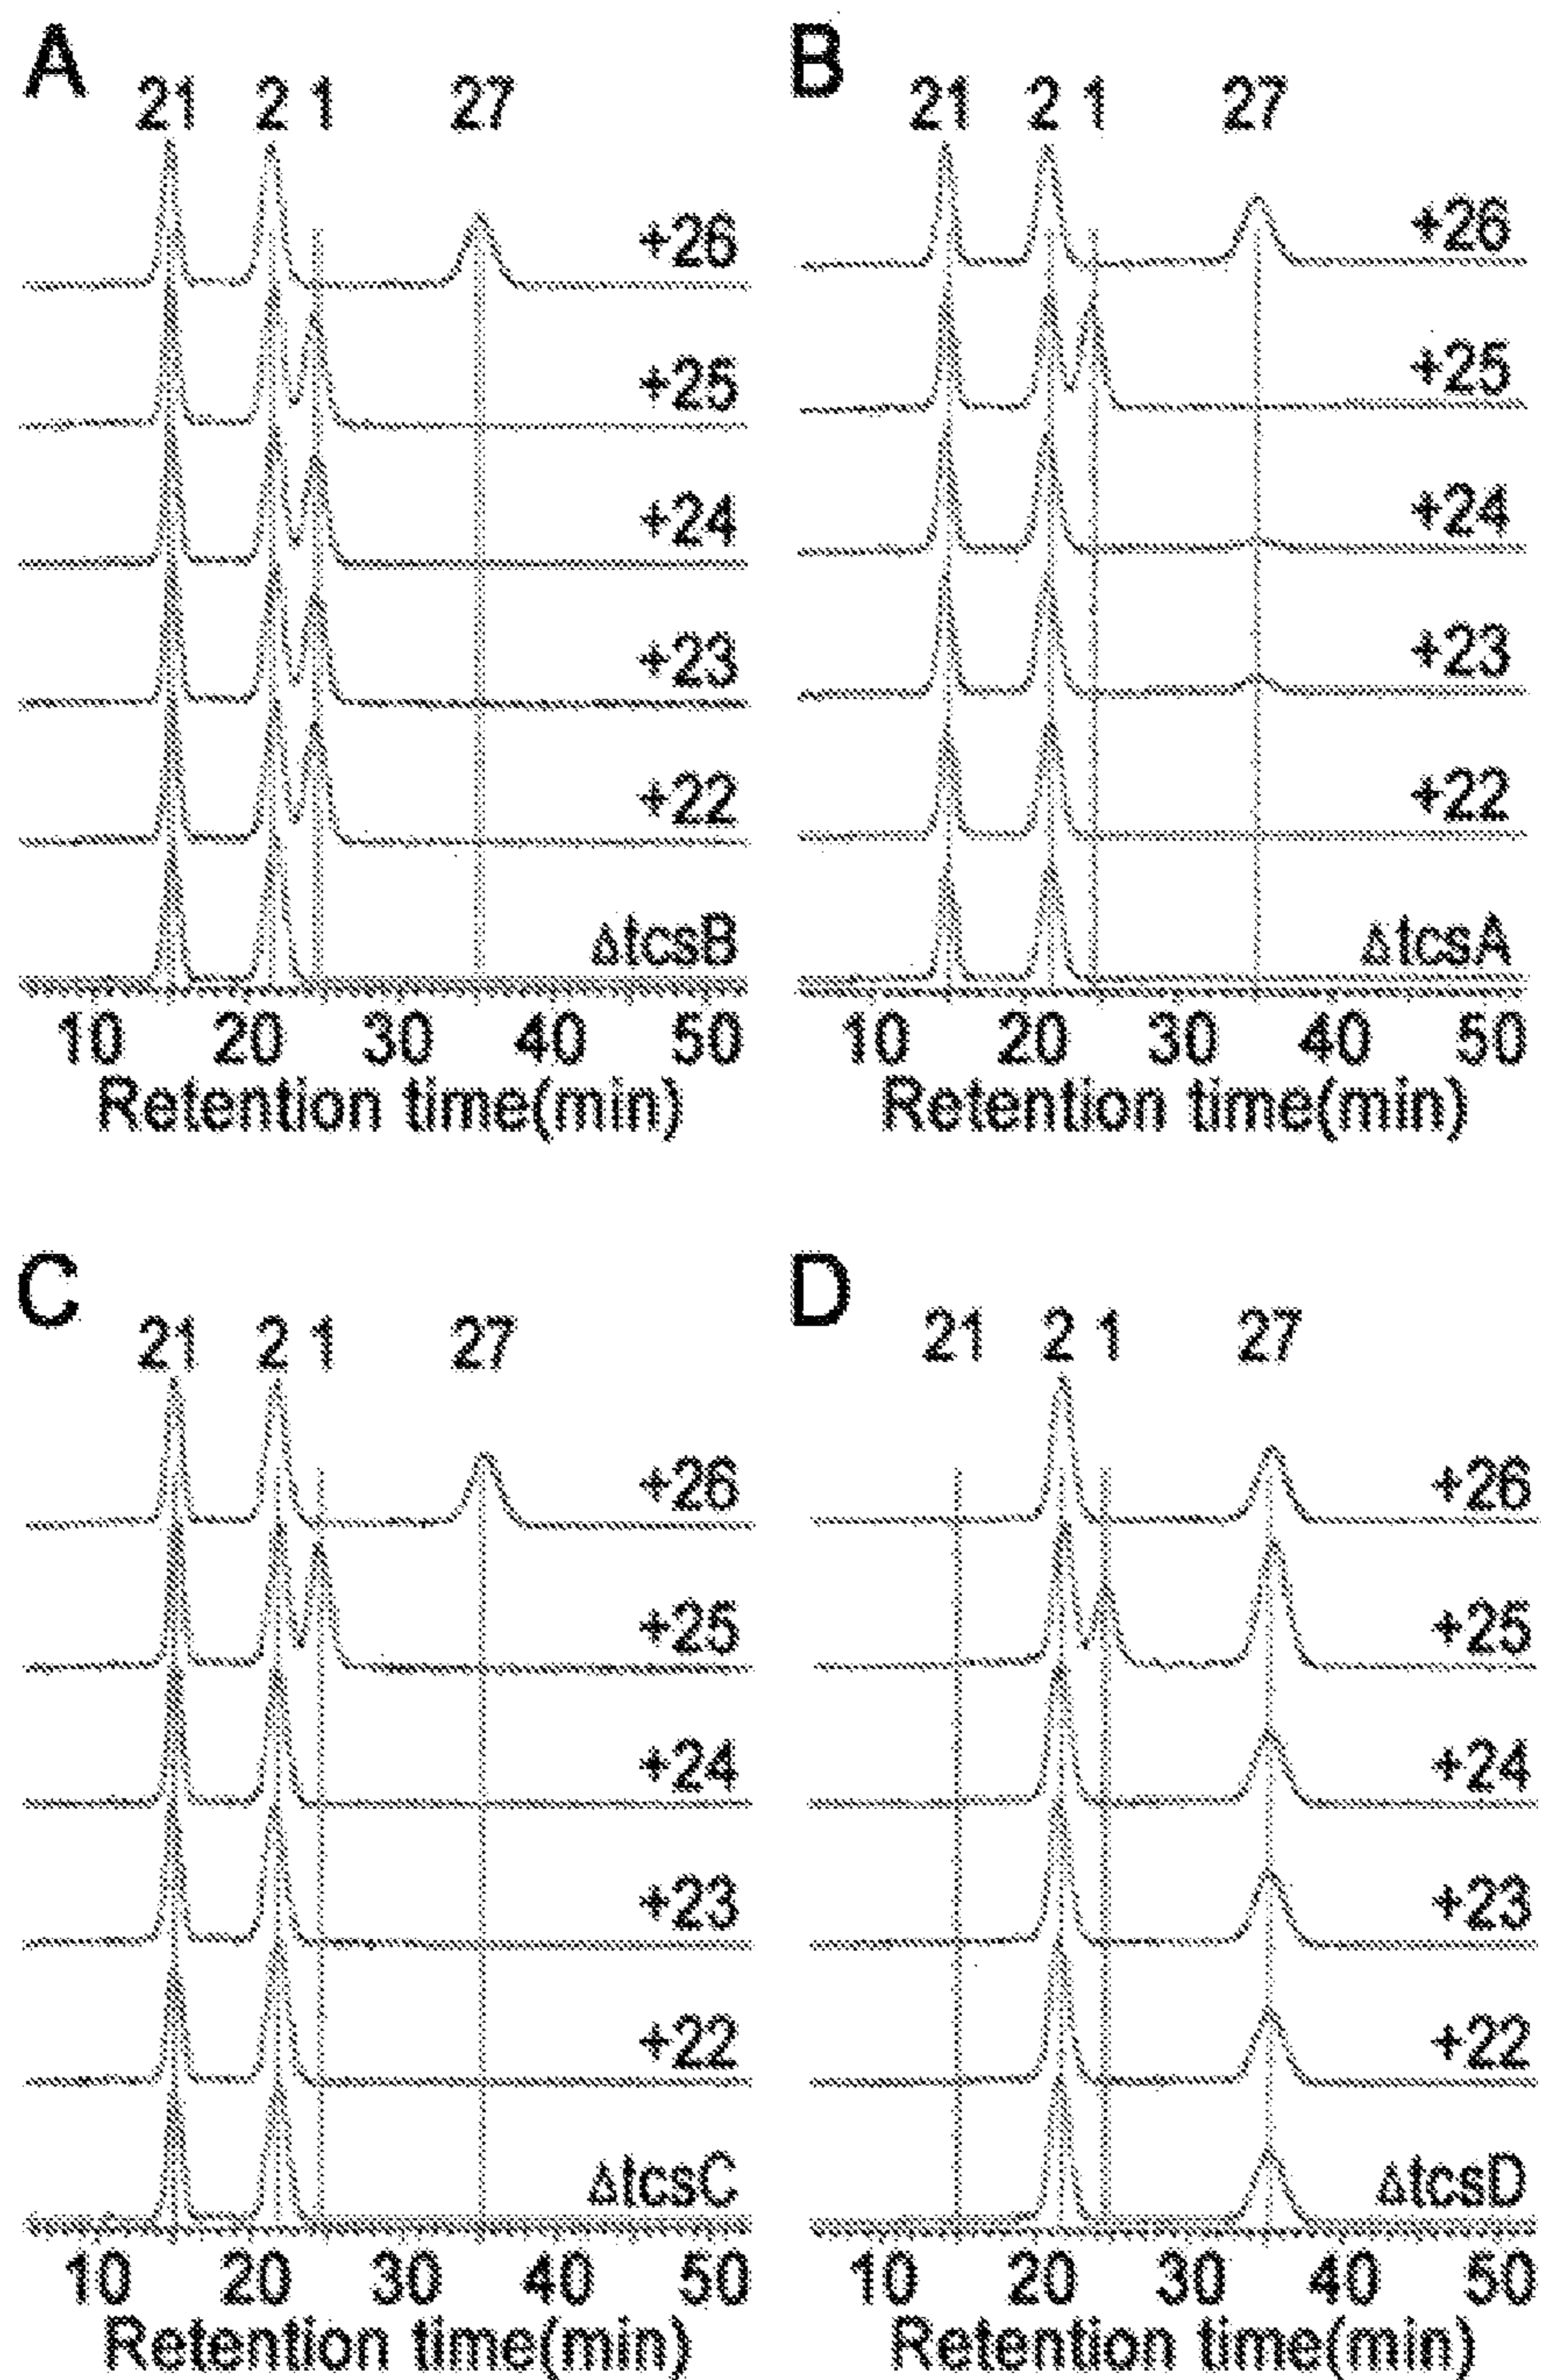 A
21 2 1 27
+26
+25
+24
+23
+22
ΔtcsB
10 20 30 40 50
Retention time(min)
B
21 2 1 27
+26
+25
+24
+23
+22
ΔtcsA
10 20 30 40 50
Retention time(min)
C
21 2 1 27
+26
+25
+24
+23
+22
ΔtcsC
10 20 30 40 50
Retention time(min)
D
21 2 1 27
+26
+25
+24
+23
+22
ΔtcsD
10 20 30 40 50
Retention time(min)